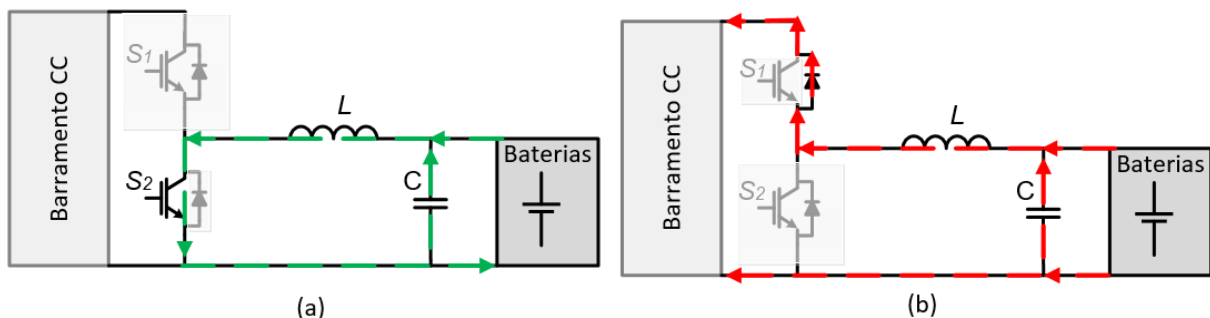 Barramento CC
S1
L
S2
C
Baterias
(a)
Barramento CC
S1
L
S2
C
Baterias
(b)